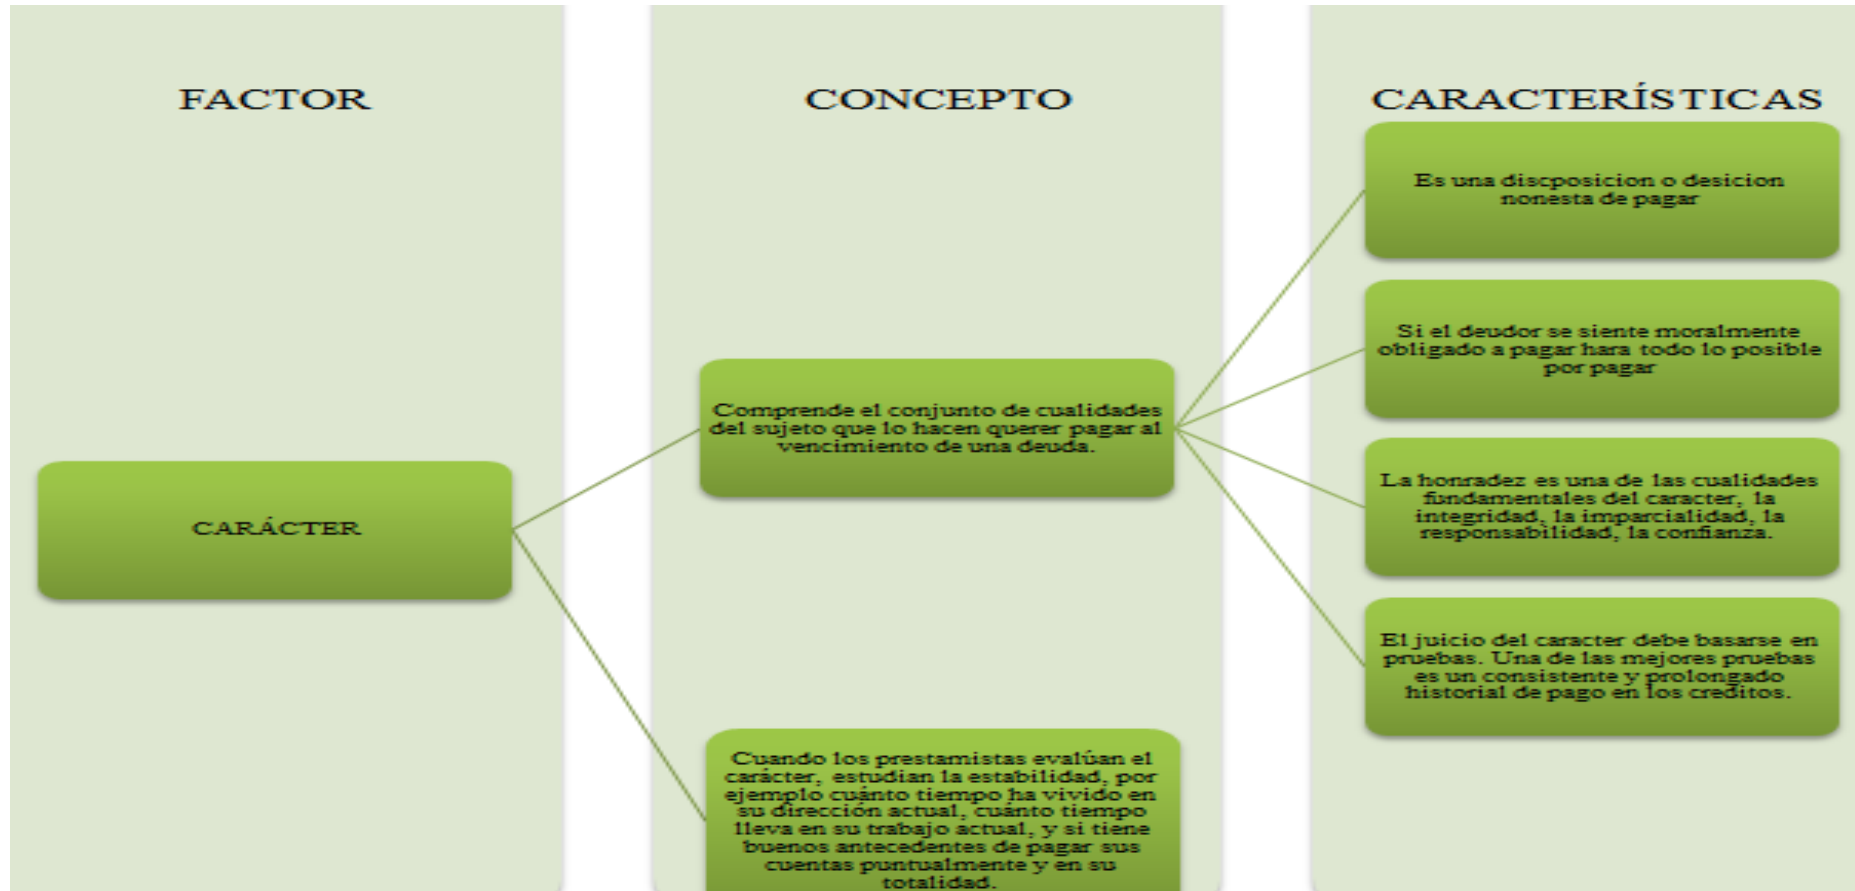 FACTOR
CONCEPTO
CARACTERÍSTICAS
CARÁCTER
Comprende el conjunto de cualidades
del sujeto que lo hacen querer pagar al
vencimiento de una deuda.
Cuando los prestamistas evalúan el
carácter, estudian la estabilidad, por
ejemplo cuánto tiempo ha vivido en
su dirección actual, cuánto tiempo
lleva en su trabajo actual, y si tiene
buenos antecedentes de pagar sus
cuentas puntualmente y en su
totalidad.
Es una discposicion o desicion
nonesta de pagar
Si el deudor se siente moralmente
obligado a pagar hara todo lo posible
por pagar
La honradez es una de las cualidades
fundamentales del caracter, la
integridad, la imparcialidad, la
responsabilidad, la confianza.
El juicio del caracter debe basarse en
pruebas. Una de las mejores pruebas
es un consistente y prolongado
historial de pago en los creditos.